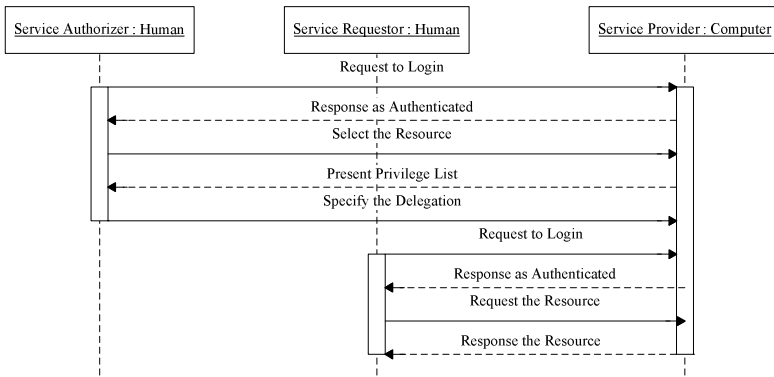 Service Authorizer : Human
Service Requestor : Human
Service Provider : Computer
Request to Login
Response as Authenticated
Select the Resource
Present Privilege List
Specify the Delegation
Request to Login
Response as Authenticated
Request the Resource
Response the Resource